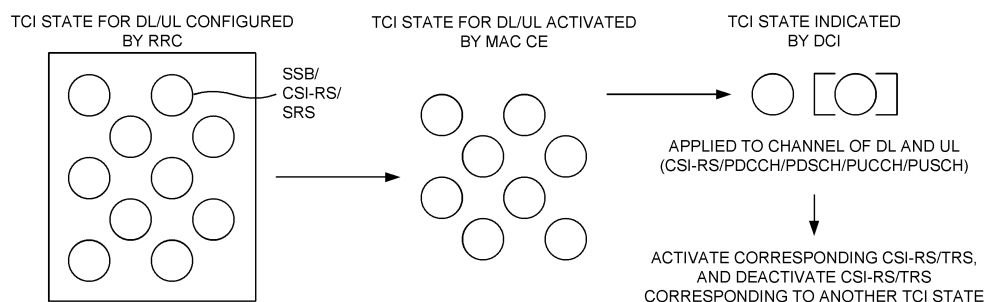 TCI STATE FOR DL/UL CONFIGURED
BY RRC
SSB/
CSI-RS/
SRS
TCI STATE FOR DL/UL ACTIVATED
BY MAC CE
TCI STATE INDICATED
BY DCI
APPLIED TO CHANNEL OF DL AND UL
(CSI-RS/PDCCH/PDSCH/PUCCH/PUSCH)
ACTIVATE CORRESPONDING CSI-RS/TRS,
AND DEACTIVATE CSI-RS/TRS
CORRESPONDING TO ANOTHER TCI STATE